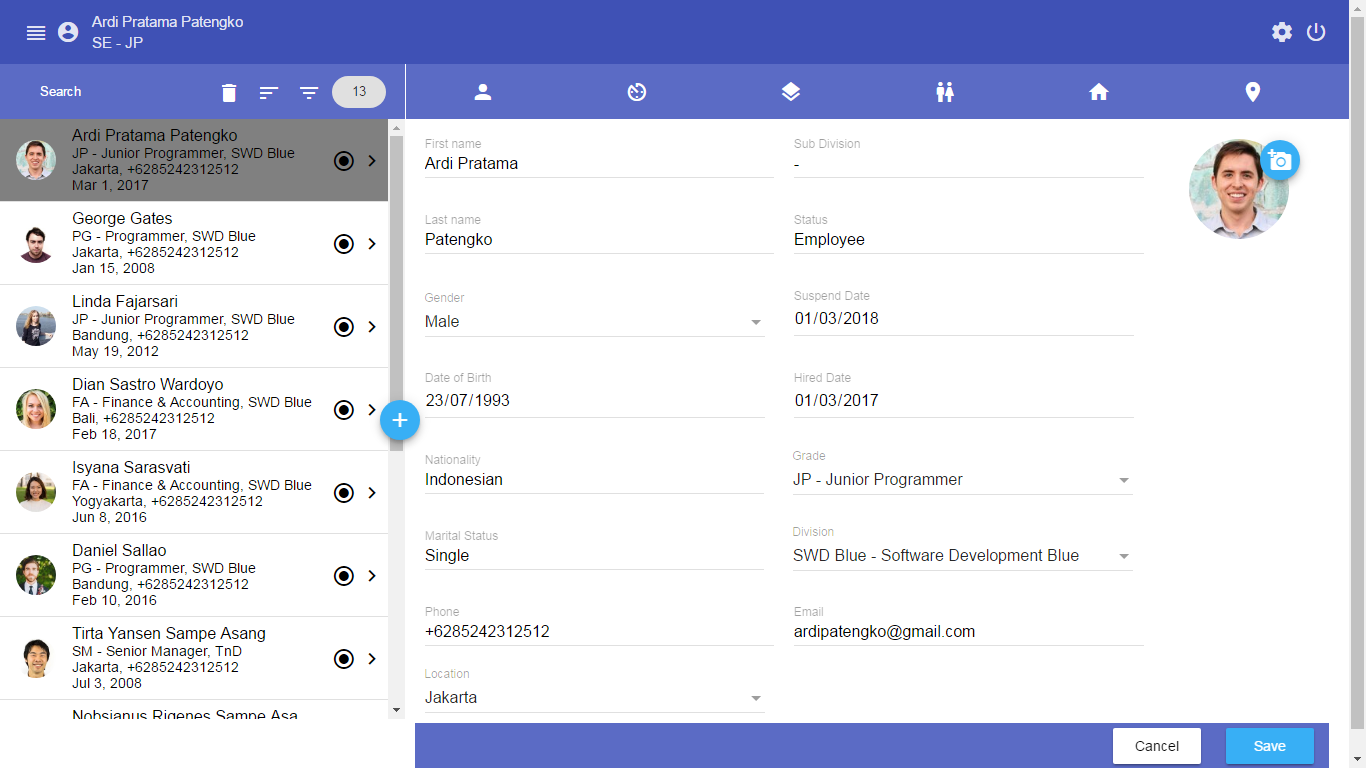 Ardi Pratama Patengko
SE - JP
Search
13
Ardi Pratama Patengko
JP - Junior Programmer, SWD Blue
Jakarta, +6285242312512
Mar 1, 2017
George Gates
PG - Programmer, SWD Blue
Jakarta, +6285242312512
Jan 15, 2008
Linda Fajarsari
JP - Junior Programmer, SWD Blue
Bandung, +6285242312512
May 19, 2012
Dian Sastro Wardoyo
FA - Finance & Accounting, SWD Blue
Bali, +6285242312512
Feb 18, 2017
Isyana Sarasvati
FA - Finance & Accounting, SWD Blue
Yogyakarta, +6285242312512
Jun 8, 2016
Daniel Sallao
PG - Programmer, SWD Blue
Bandung, +6285242312512
Feb 10, 2016
Tirta Yansen Sampe Asang
SM - Senior Manager, TnD
Jakarta, +6285242312512
Jul 3, 2008
Nobsianus Rigenes Sampe Asa
First name
Ardi Pratama
Last name
Patengko
Gender
Male
Date of Birth
23/07/1993
Nationality
Indonesian
Marital Status
Single
Phone
+6285242312512
Location
Jakarta
Sub Division
-
Status
Employee
Suspend Date
01/03/2018
Hired Date
01/03/2017
Grade
JP - Junior Programmer
Division
SWD Blue - Software Development Blue
Email
ardipatengko@gmail.com
Cancel
Save